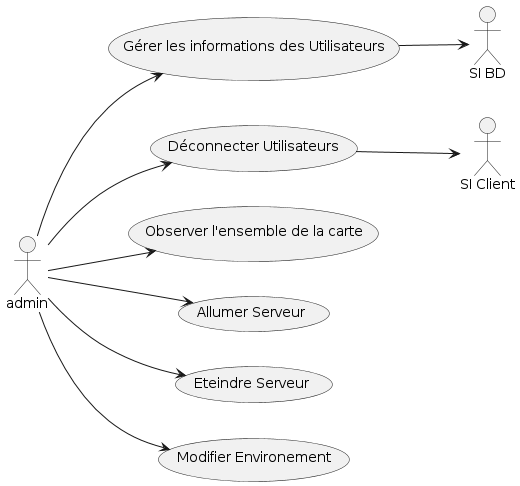 Gérer les informations des Utilisateurs
SI BD
Déconnecter Utilisateurs
SI Client
Observer l'ensemble de la carte
admin
Allumer Serveur
Eteindre Serveur
Modifier Environement